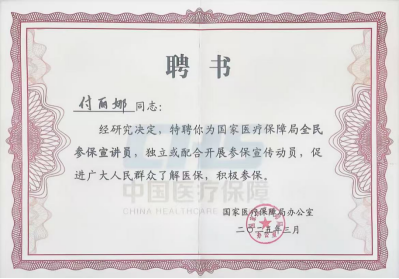 聘书
付丽娜 同志：
经研究决定，特聘你为国家医疗保障局全民
参保宣讲员，独立或配合开展参保宣传动员，促
进广大人民群众了解医保，积极参保。
中国医疗保障
CHINA HEALTHCARE
国家医疗保障局办公室
二〇二五年三月